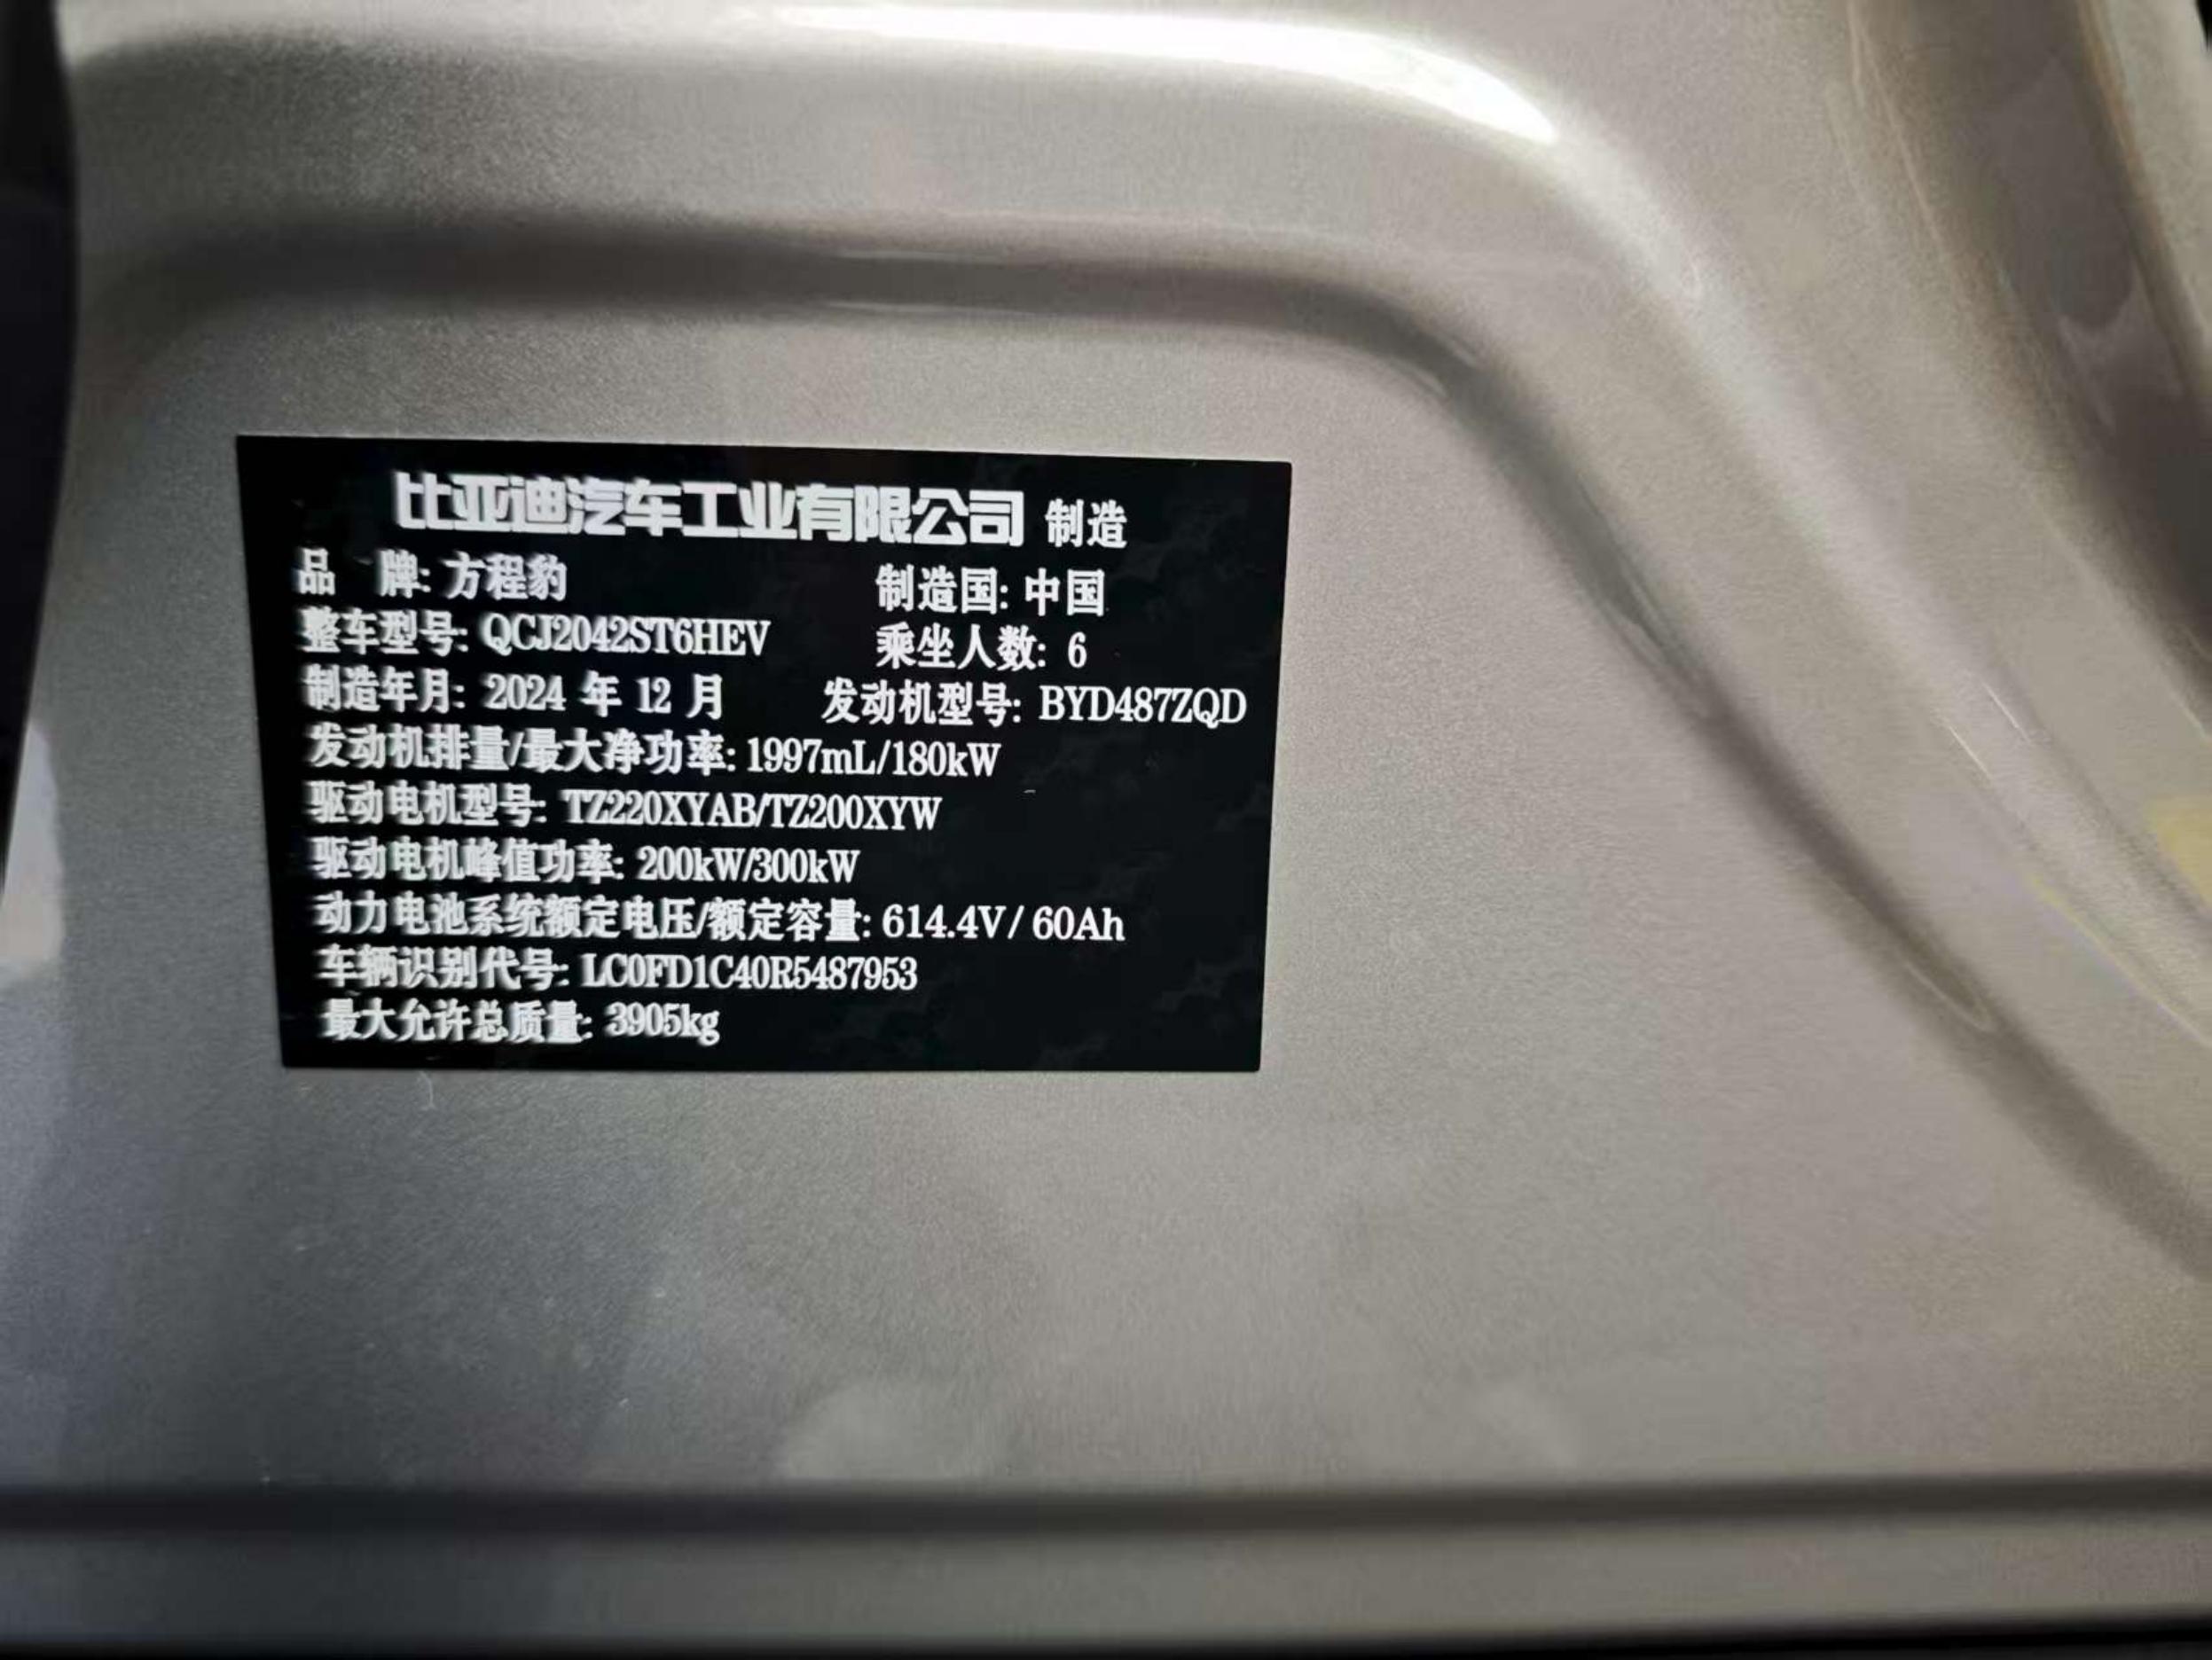 比亚迪汽车工业有限公司 制造
品 牌: 方程豹 制造国: 中国
整车型号: QCJ2042ST6HEV 乘坐人数: 6
制造年月: 2024 年 12 月 发动机型号: BYD487ZQD
发动机排量/最大净功率: 1997mL/180kW
驱动电机型号: TZ220XYAB/TZ200XYW
驱动电机峰值功率: 200kW/300kW
动力电池系统额定电压/额定容量: 614.4V/ 60Ah
车辆识别代号: LC0FD1C40R5487953
最大允许总质量: 3905kg